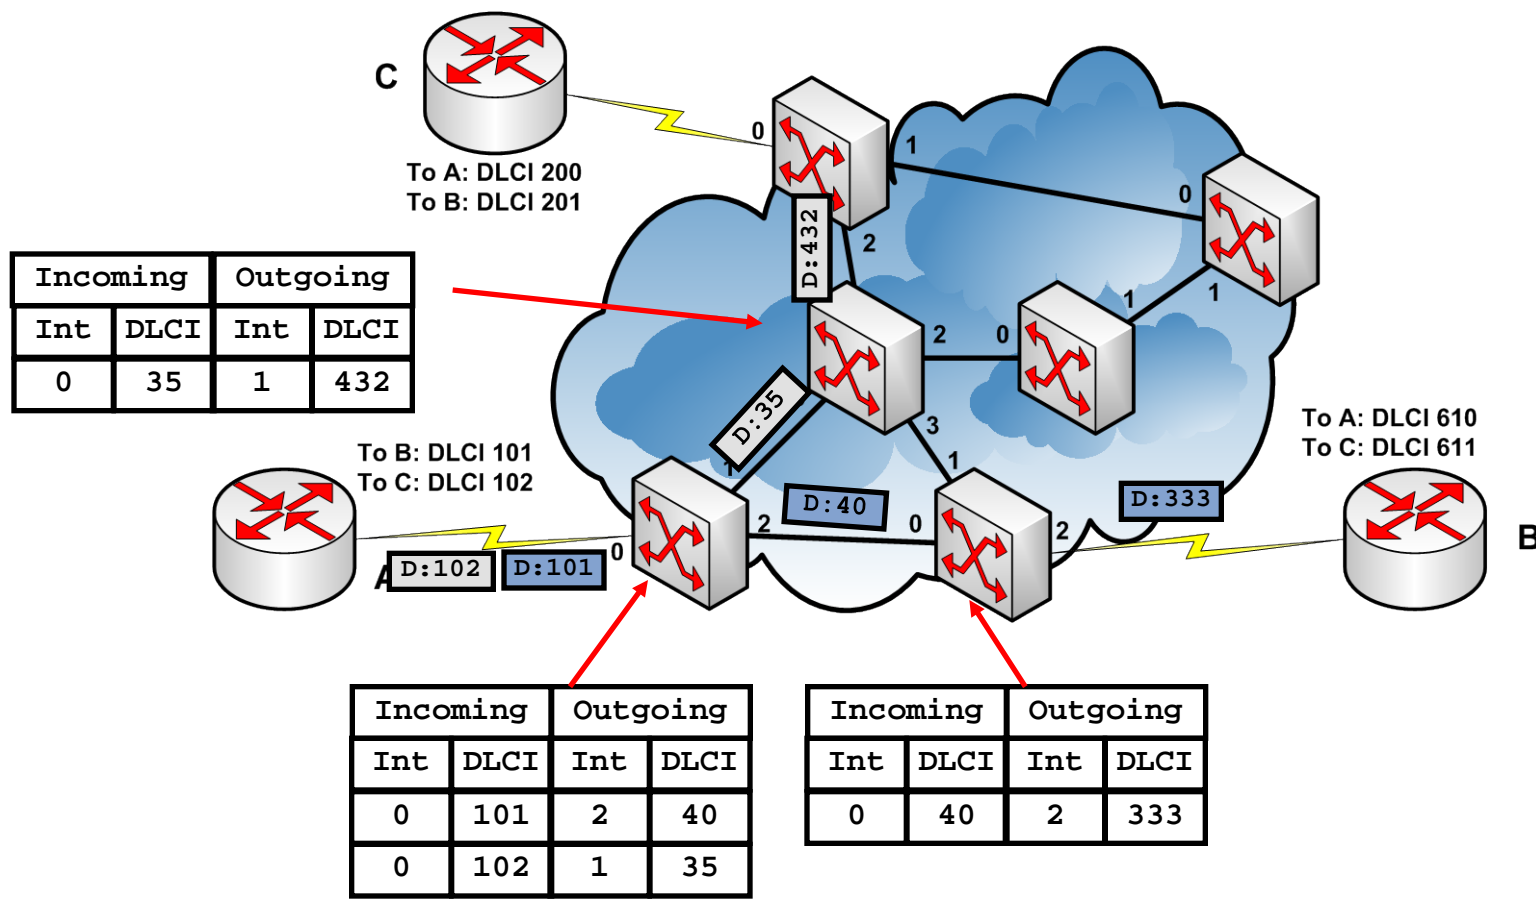 C
0
1
To A: DLCI 200
To B: DLCI 201
0
D:432
2
1
1
Incoming Outgoing
Int DLCI Int DLCI
0 35 1 432
2
0
D:35
3
1
1
To A: DLCI 610
To C: DLCI 611
To B: DLCI 101
To C: DLCI 102
D:40
D:333
2
0
2
B
0
A
D:102
D:101
Incoming Outgoing
Int DLCI Int DLCI
0 101 2 40
0 102 1 35
Incoming Outgoing
Int DLCI Int DLCI
0 40 2 333